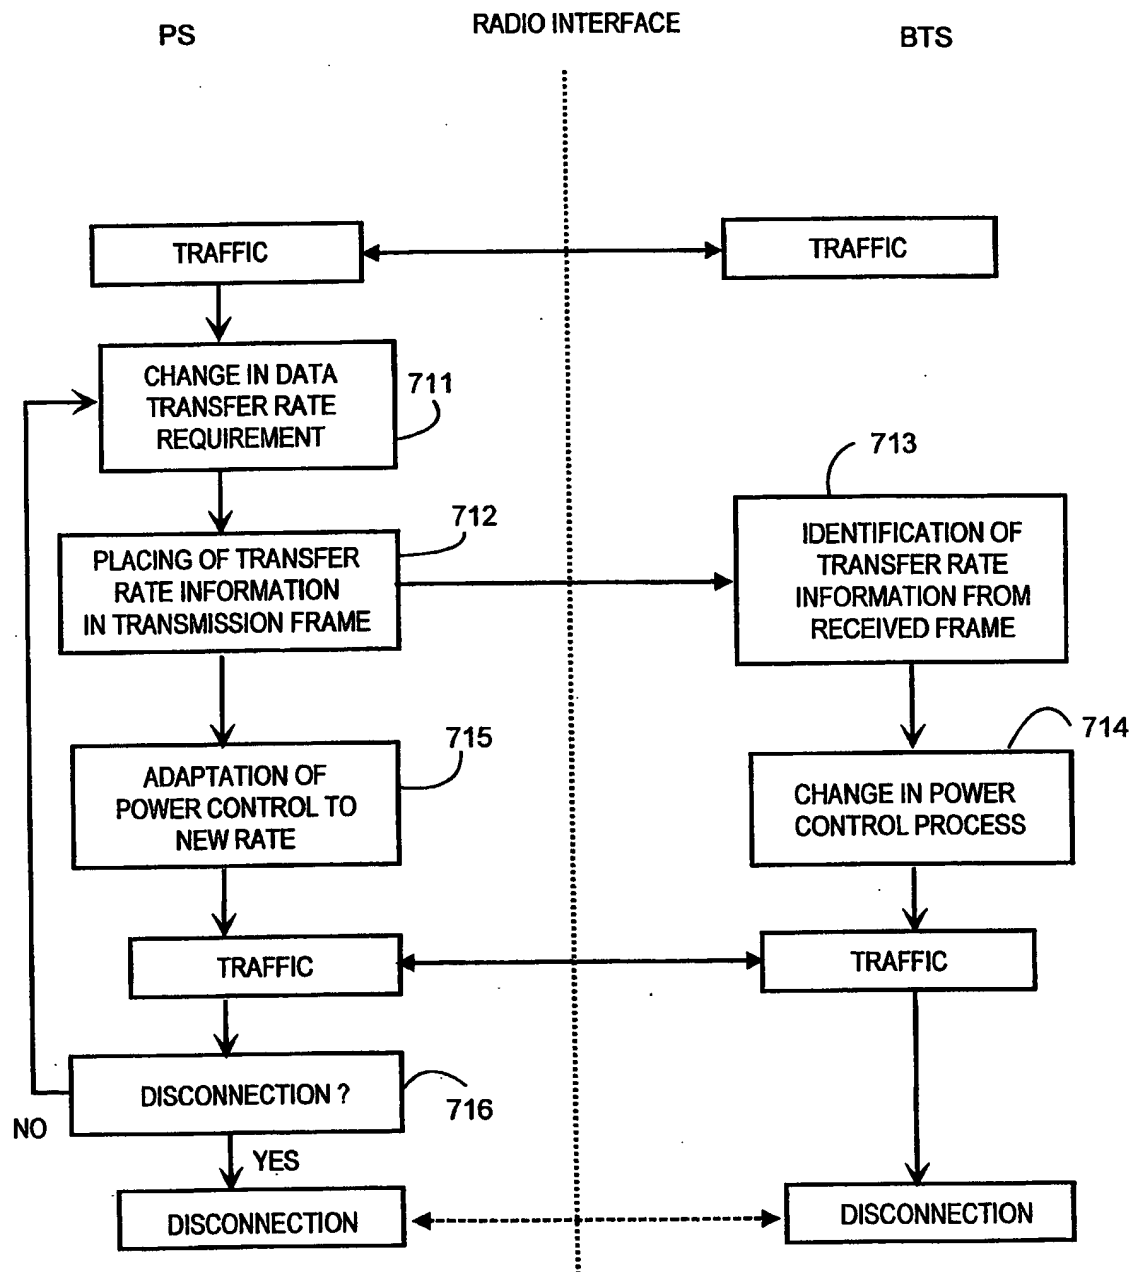 PS
RADIO INTERFACE
BTS
TRAFFIC
TRAFFIC
CHANGE IN DATA
TRANSFER RATE
REQUIREMENT
711
713
712
PLACING OF TRANSFER
RATE INFORMATION
IN TRANSMISSION FRAME
IDENTIFICATION OF
TRANSFER RATE
INFORMATION FROM
RECEIVED FRAME
714
715
ADAPTATION OF
POWER CONTROL TO
NEW RATE
CHANGE IN POWER
CONTROL PROCESS
TRAFFIC
TRAFFIC
DISCONNECTION ?
716
NO
YES
DISCONNECTION
DISCONNECTION